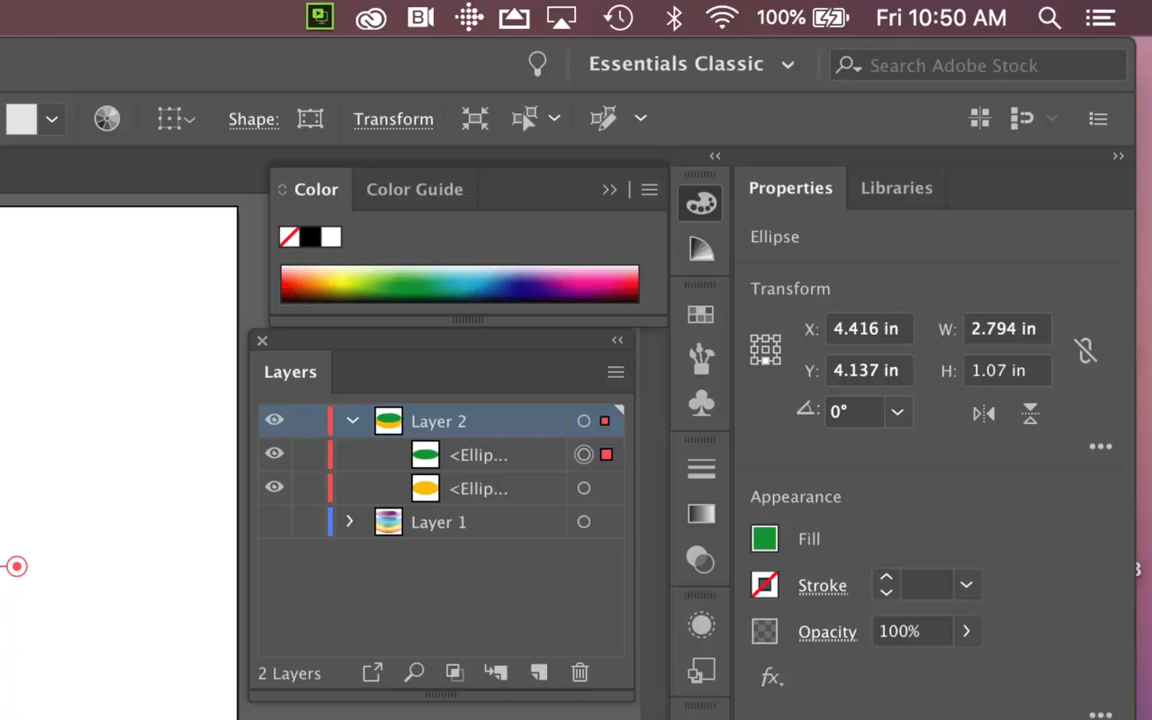 100% Fri 10:50 AM
Essentials Classic Search Adobe Stock
Shape: Transform
Color Color Guide
Properties Libraries
Ellipse
Transform
X: 4.416 in W: 2.794 in
Y: 4.137 in H: 1.07 in
0°
Layers
Layer 2
<Ellip...
<Ellip...
Layer 1
2 Layers
Appearance
Fill
Stroke
Opacity 100%
fx.